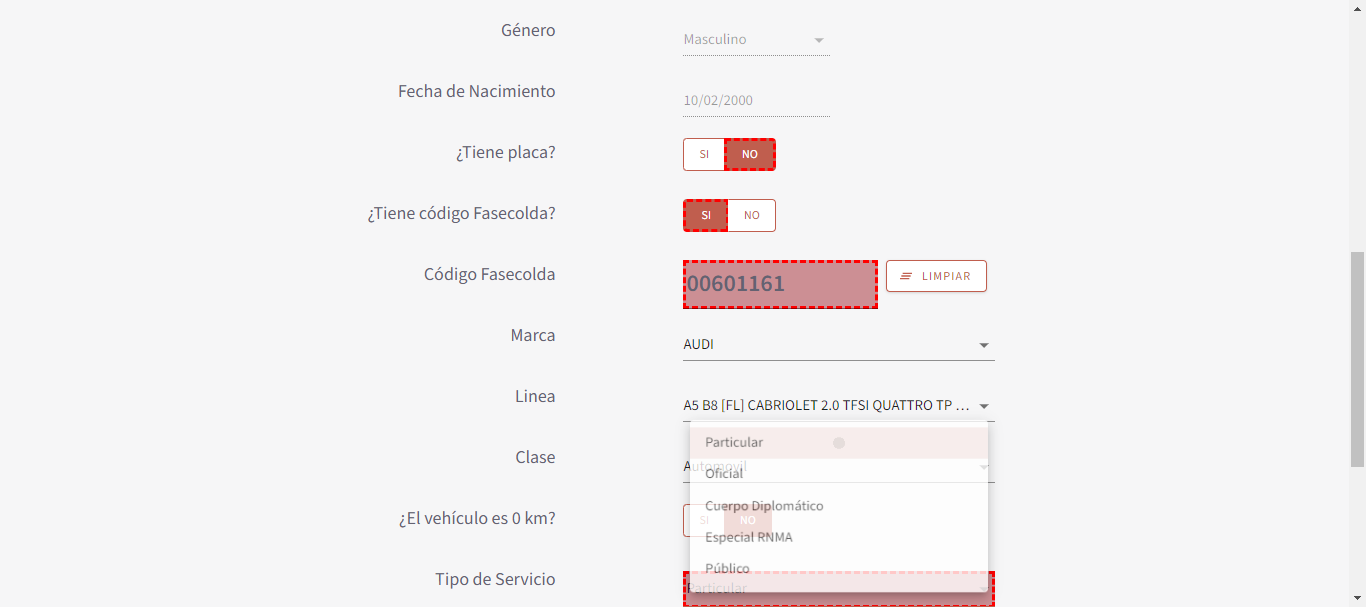 Género
Masculino
Fecha de Nacimiento
10/02/2000
¿Tiene placa?
SI NO
¿Tiene código Fasecolda?
SI NO
Código Fasecolda
00601161
LIMPIAR
Marca
AUDI
Linea
A5 B8 [FL] CABRIOLET 2.0 TFSI QUATTRO TP ...
Particular
Clase
Automovil
Oficial
Cuerpo Diplomático
¿El vehículo es 0 km?
SI NO
Especial RNMA
Público
Tipo de Servicio
Particular